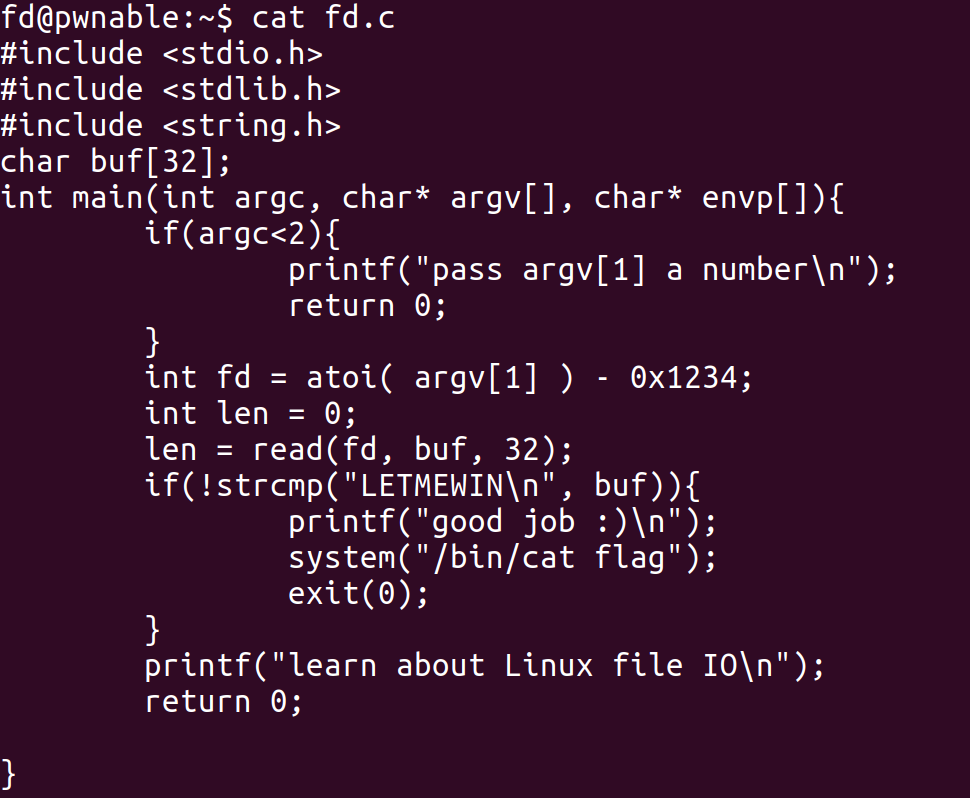 fd@pwnable:~$ cat fd.c
#include <stdio.h>
#include <stdlib.h>
#include <string.h>
char buf[32];
int main(int argc, char* argv[], char* envp[]){
        if(argc<2){
                printf("pass argv[1] a number\n");
                return 0;
        }
        int fd = atoi( argv[1] ) - 0x1234;
        int len = 0;
        len = read(fd, buf, 32);
        if(!strcmp("LETMEWIN\n", buf)){
                printf("good job :)\n");
                system("/bin/cat flag");
                exit(0);
        }
        printf("learn about Linux file IO\n");
        return 0;

}